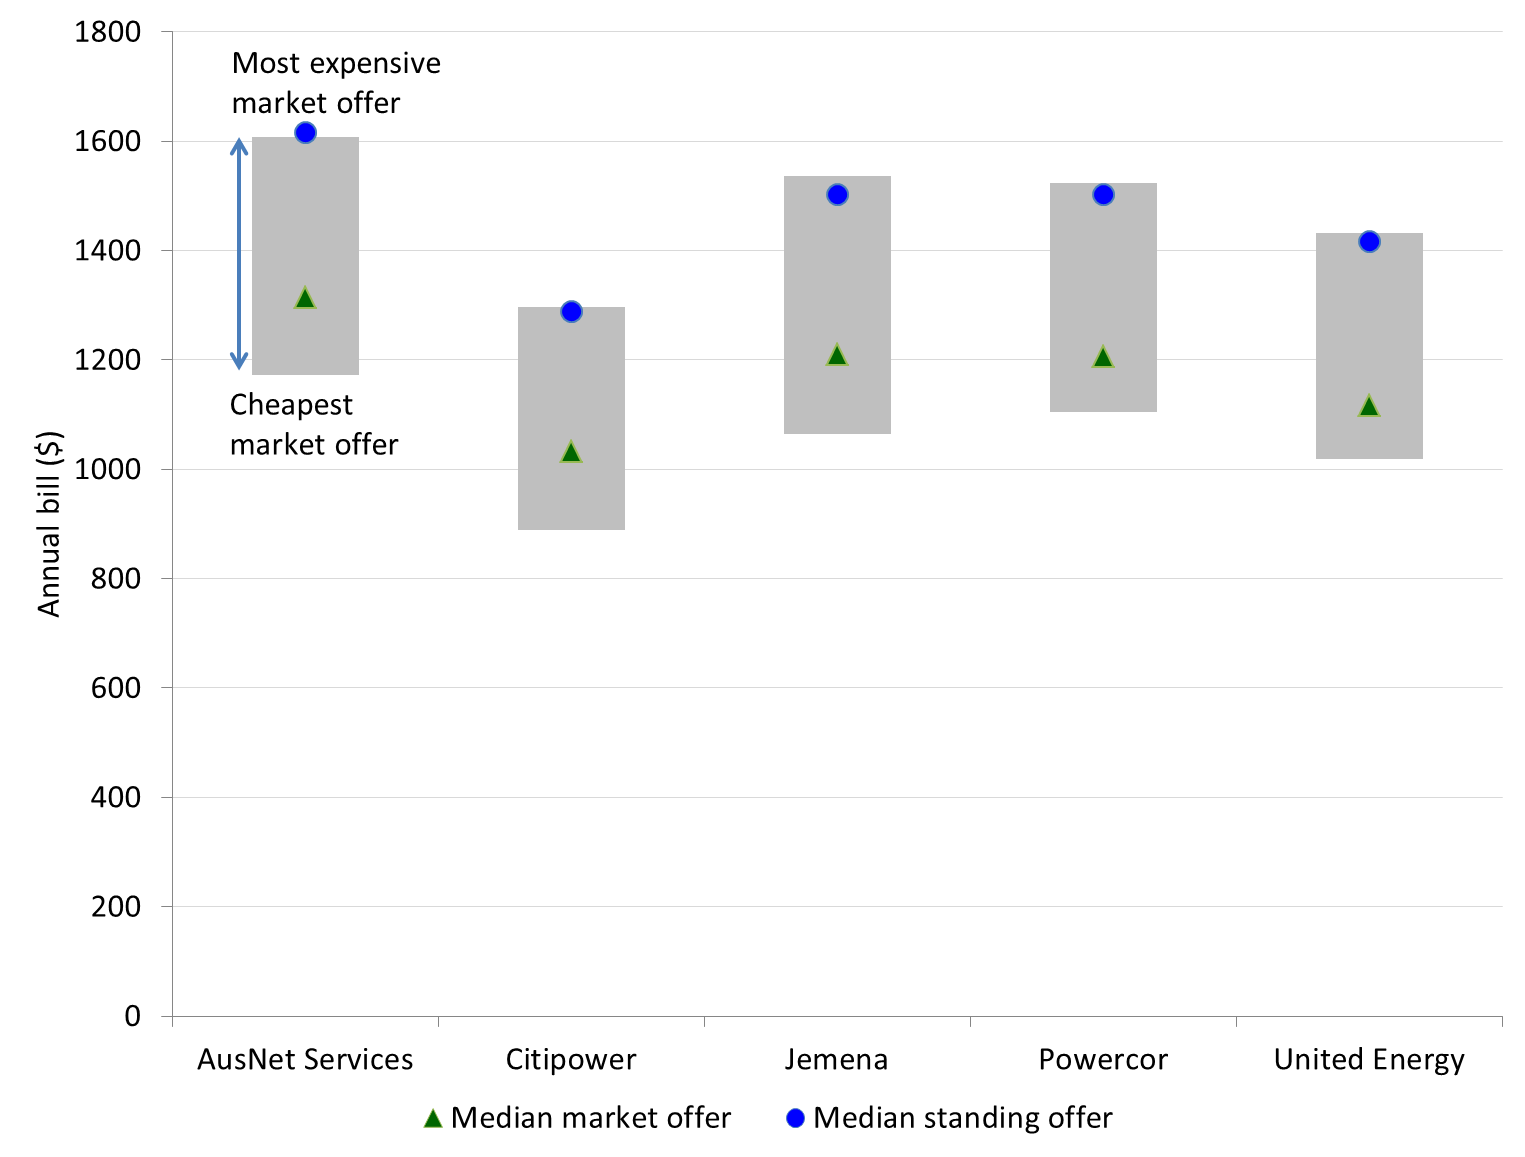 1800
Most expensive
market offer
1600
1400
1200
Cheapest
market offer
1000
Annual bill ($)
800
600
400
200
0
AusNet Services Citipower Jemena Powercor United Energy
Median market offer Median standing offer